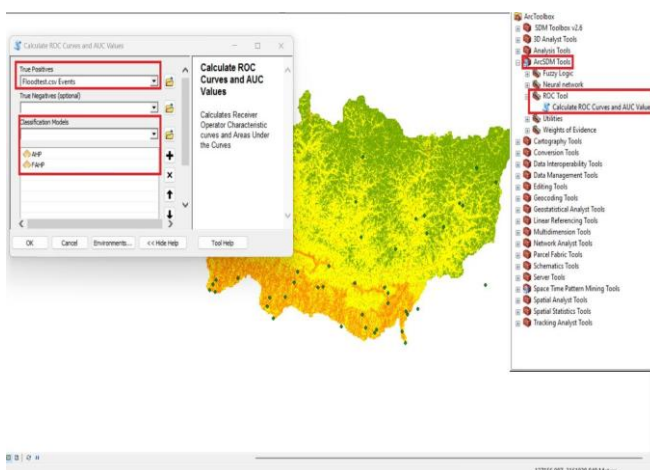 Calculate ROC Curves and AUC Values
True Positives
Floodtest.csv Events
True Negatives (optional)
Classification Models
AHP
FAHP
OK
Cancel
Environments...
<< Hide Help
Tool Help
Calculate ROC
Curves and AUC
Values
Calculates Receiver
Operator Characteristic
curves and Areas Under
the Curves
ArcToolbox
SDM Toolbox v2.6
3D Analyst Tools
Analysis Tools
ArcSDM Tools
Fuzzy Logic
Neural network
ROC Tool
Calculate ROC Curves and AUC Value
Utilities
Weights of Evidence
Cartography Tools
Conversion Tools
Data Interoperability Tools
Data Management Tools
Editing Tools
Geocoding Tools
Geostatistical Analyst Tools
Linear Referencing Tools
Multidimension Tools
Network Analyst Tools
Parcel Fabric Tools
Schematics Tools
Server Tools
Space Time Pattern Mining Tools
Spatial Analyst Tools
Spatial Statistics Tools
Tracking Analyst Tools